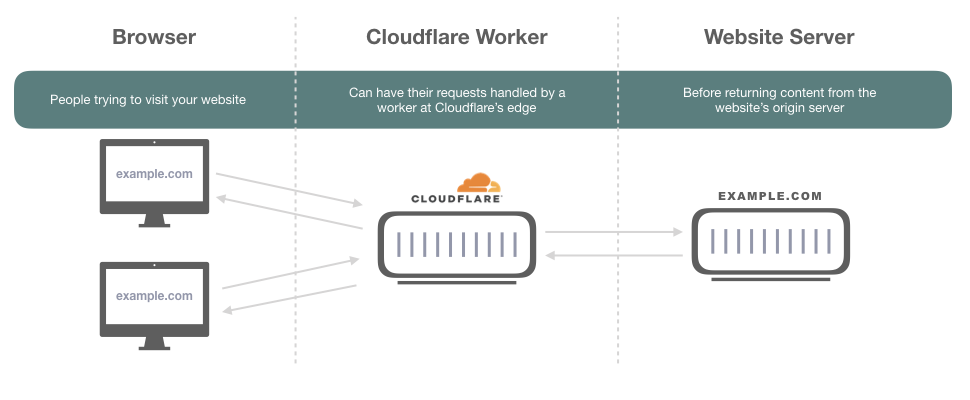 Browser
Cloudflare Worker
Website Server
People trying to visit your website
Can have their requests handled by a
worker at Cloudflare's edge
Before returning content from the
website's origin server
example.com
CLOUDFLARE
EXAMPLE.COM
example.com